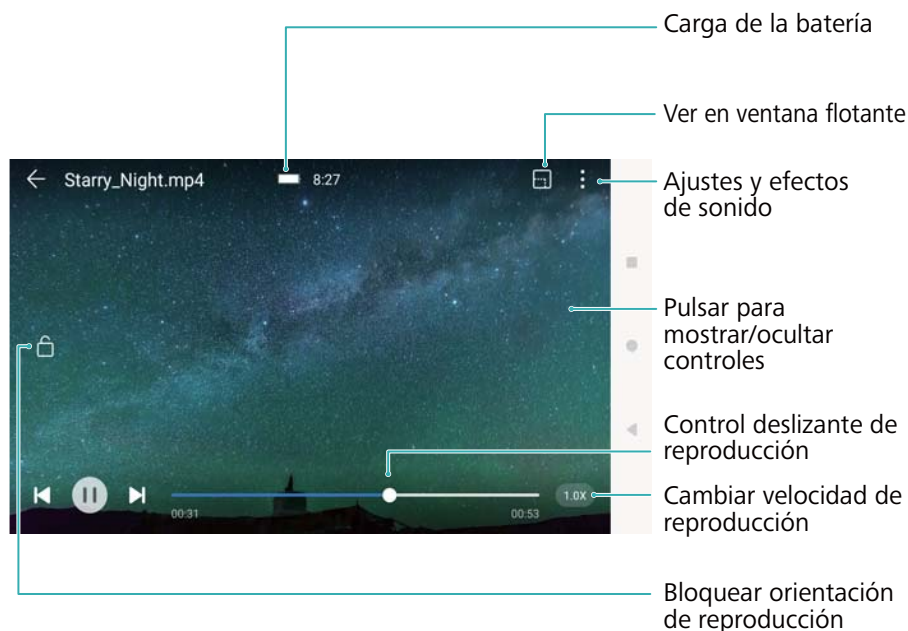 Carga de la batería
Ver en ventana flotante
Starry_Night.mp4
8:27
Ajustes y efectos
de sonido
Pulsar para
mostrar/ocultar
controles
Control deslizante de
reproducción
1.0X
Cambiar velocidad de
reproducción
00:31
00:53
Bloquear orientación
de reproducción